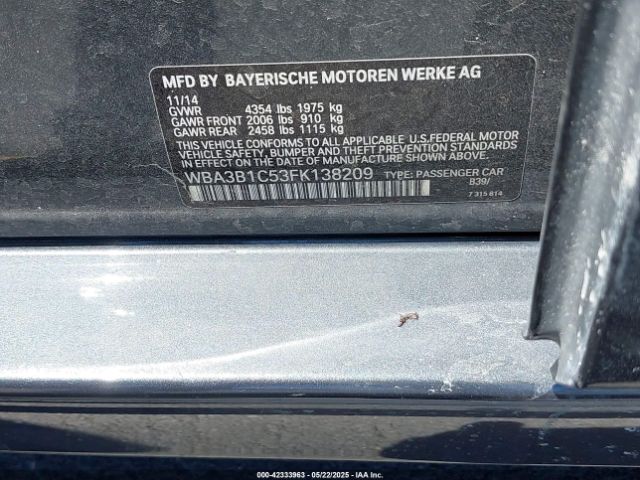 MFD BY BAYERISCHE MOTOREN WERKE AG
11/14
GVWR 4354 lbs 1975 kg
GAWR FRONT 2006 lbs 910 kg
GAWR REAR 2458 lbs 1115 kg
THIS VEHICLE CONFORMS TO ALL APPLICABLE U.S.FEDERAL MOTOR
VEHICLE SAFETY, BUMPER, AND THEFT PREVENTION STANDARDS
IN EFFECT ON THE DATE OF MANUFACTURE SHOWN ABOVE.
WBA3B1C53FK138209 TYPE: PASSENGER CAR
B39/
7 315 814
000-42333963 - 05/22/2025 - IAAI, Inc.